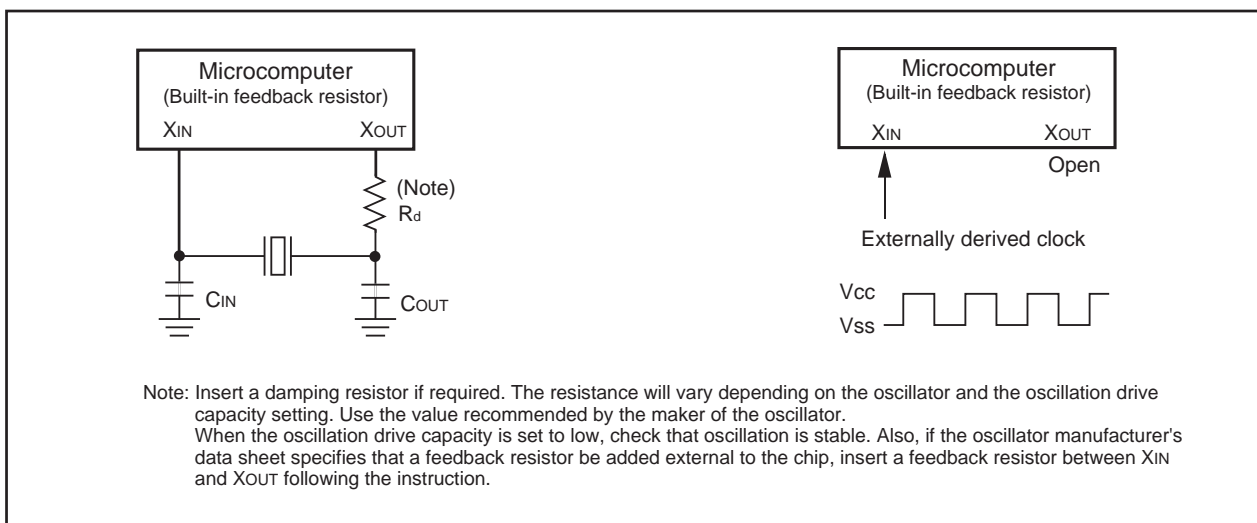 Microcomputer
(Built-in feedback resistor)
XIN XOUT
(Note)
Rd
CIN
COUT
Microcomputer
(Built-in feedback resistor)
XIN XOUT
Open
Externally derived clock
Vcc
Vss
Note: Insert a damping resistor if required. The resistance will vary depending on the oscillator and the oscillation drive
capacity setting. Use the value recommended by the maker of the oscillator.
When the oscillation drive capacity is set to low, check that oscillation is stable. Also, if the oscillator manufacturer's
data sheet specifies that a feedback resistor be added external to the chip, insert a feedback resistor between XIN
and XOUT following the instruction.